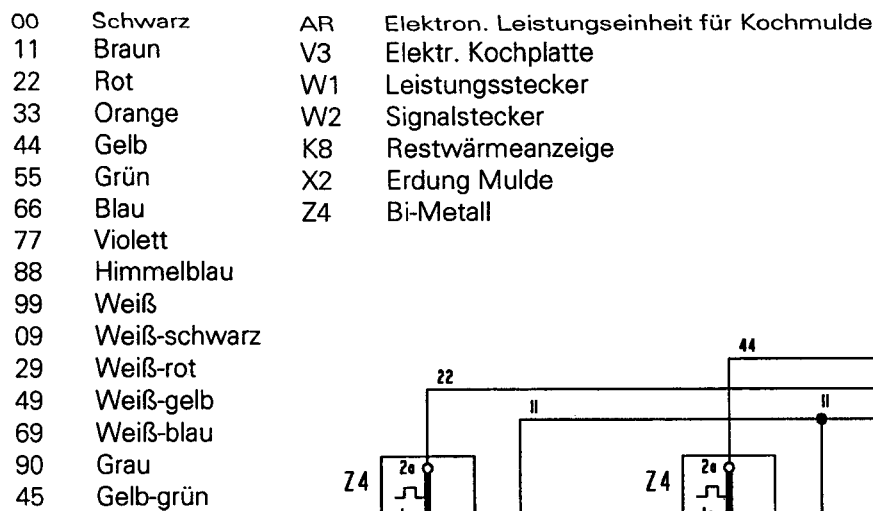 00 Schwarz AR Elektron. Leistungseinheit für Kochmulde
11 Braun V3 Elektr. Kochplatte
22 Rot W1 Leistungsstecker
33 Orange W2 Signalstecker
44 Gelb K8 Restwärmeanzeige
55 Grün X2 Erdung Mulde
66 Blau Z4 Bi-Metall
77 Violett
88 Himmelblau
99 Weiß
09 Weiß-schwarz
29 Weiß-rot
49 Weiß-gelb
69 Weiß-blau
90 Grau
45 Gelb-grün
44
22
11 11
Z4 2a Z4 2a